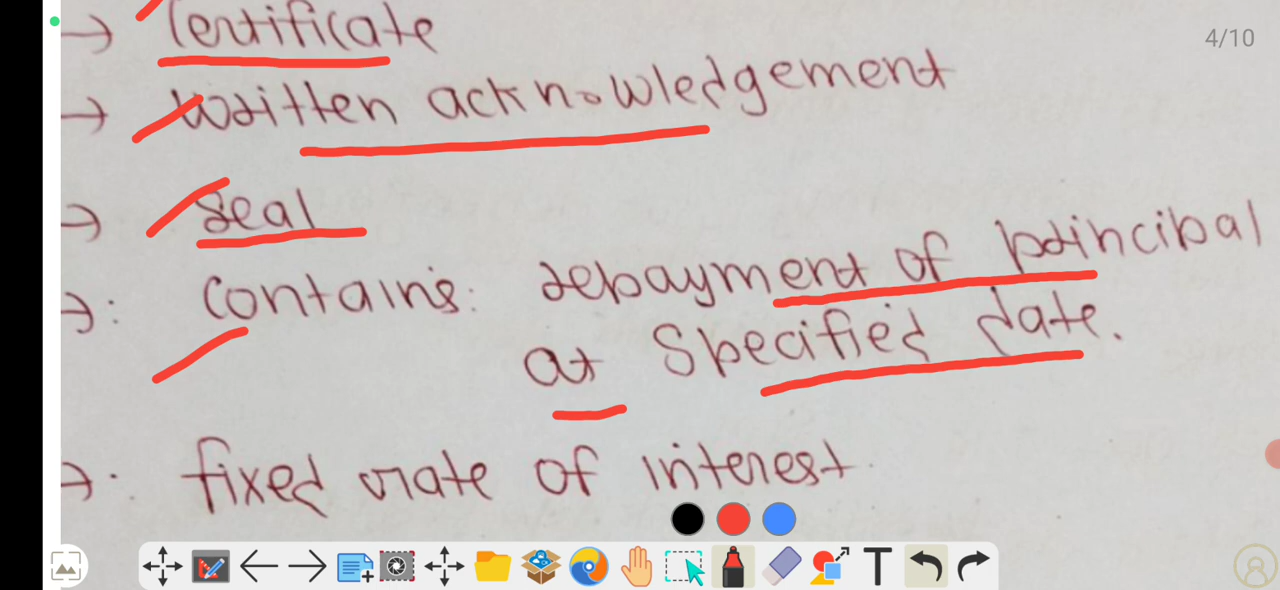 → Certificate
4/10
→ Written acknowledgement
→ Seal
→: Contains: repayment of principal
at Specified date.
→. fixed rate of interest.
T